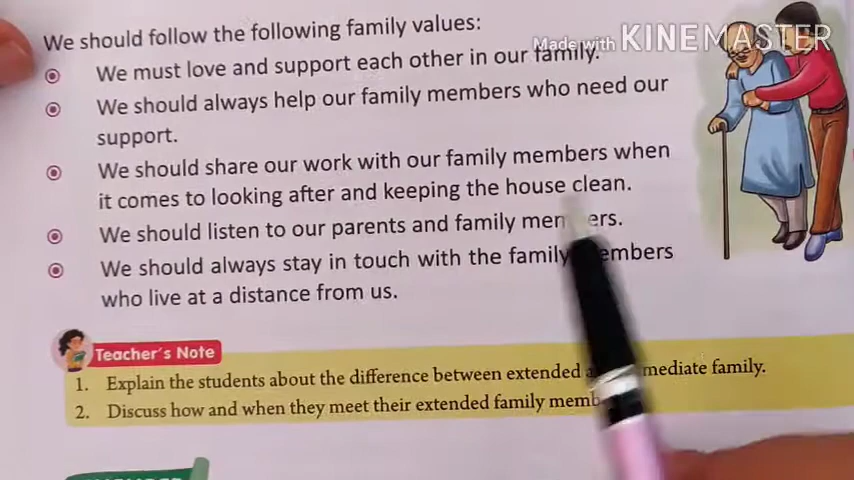 We should follow the following family values:
Made with KINEMASTER
We must love and support each other in our family.
We should always help our family members who need our
support.
We should share our work with our family members when
it comes to looking after and keeping the house clean.
We should listen to our parents and family members.
We should always stay in touch with the family members
who live at a distance from us.
Teacher's Note
1. Explain the students about the difference between extended immediate family.
2. Discuss how and when they meet their extended family